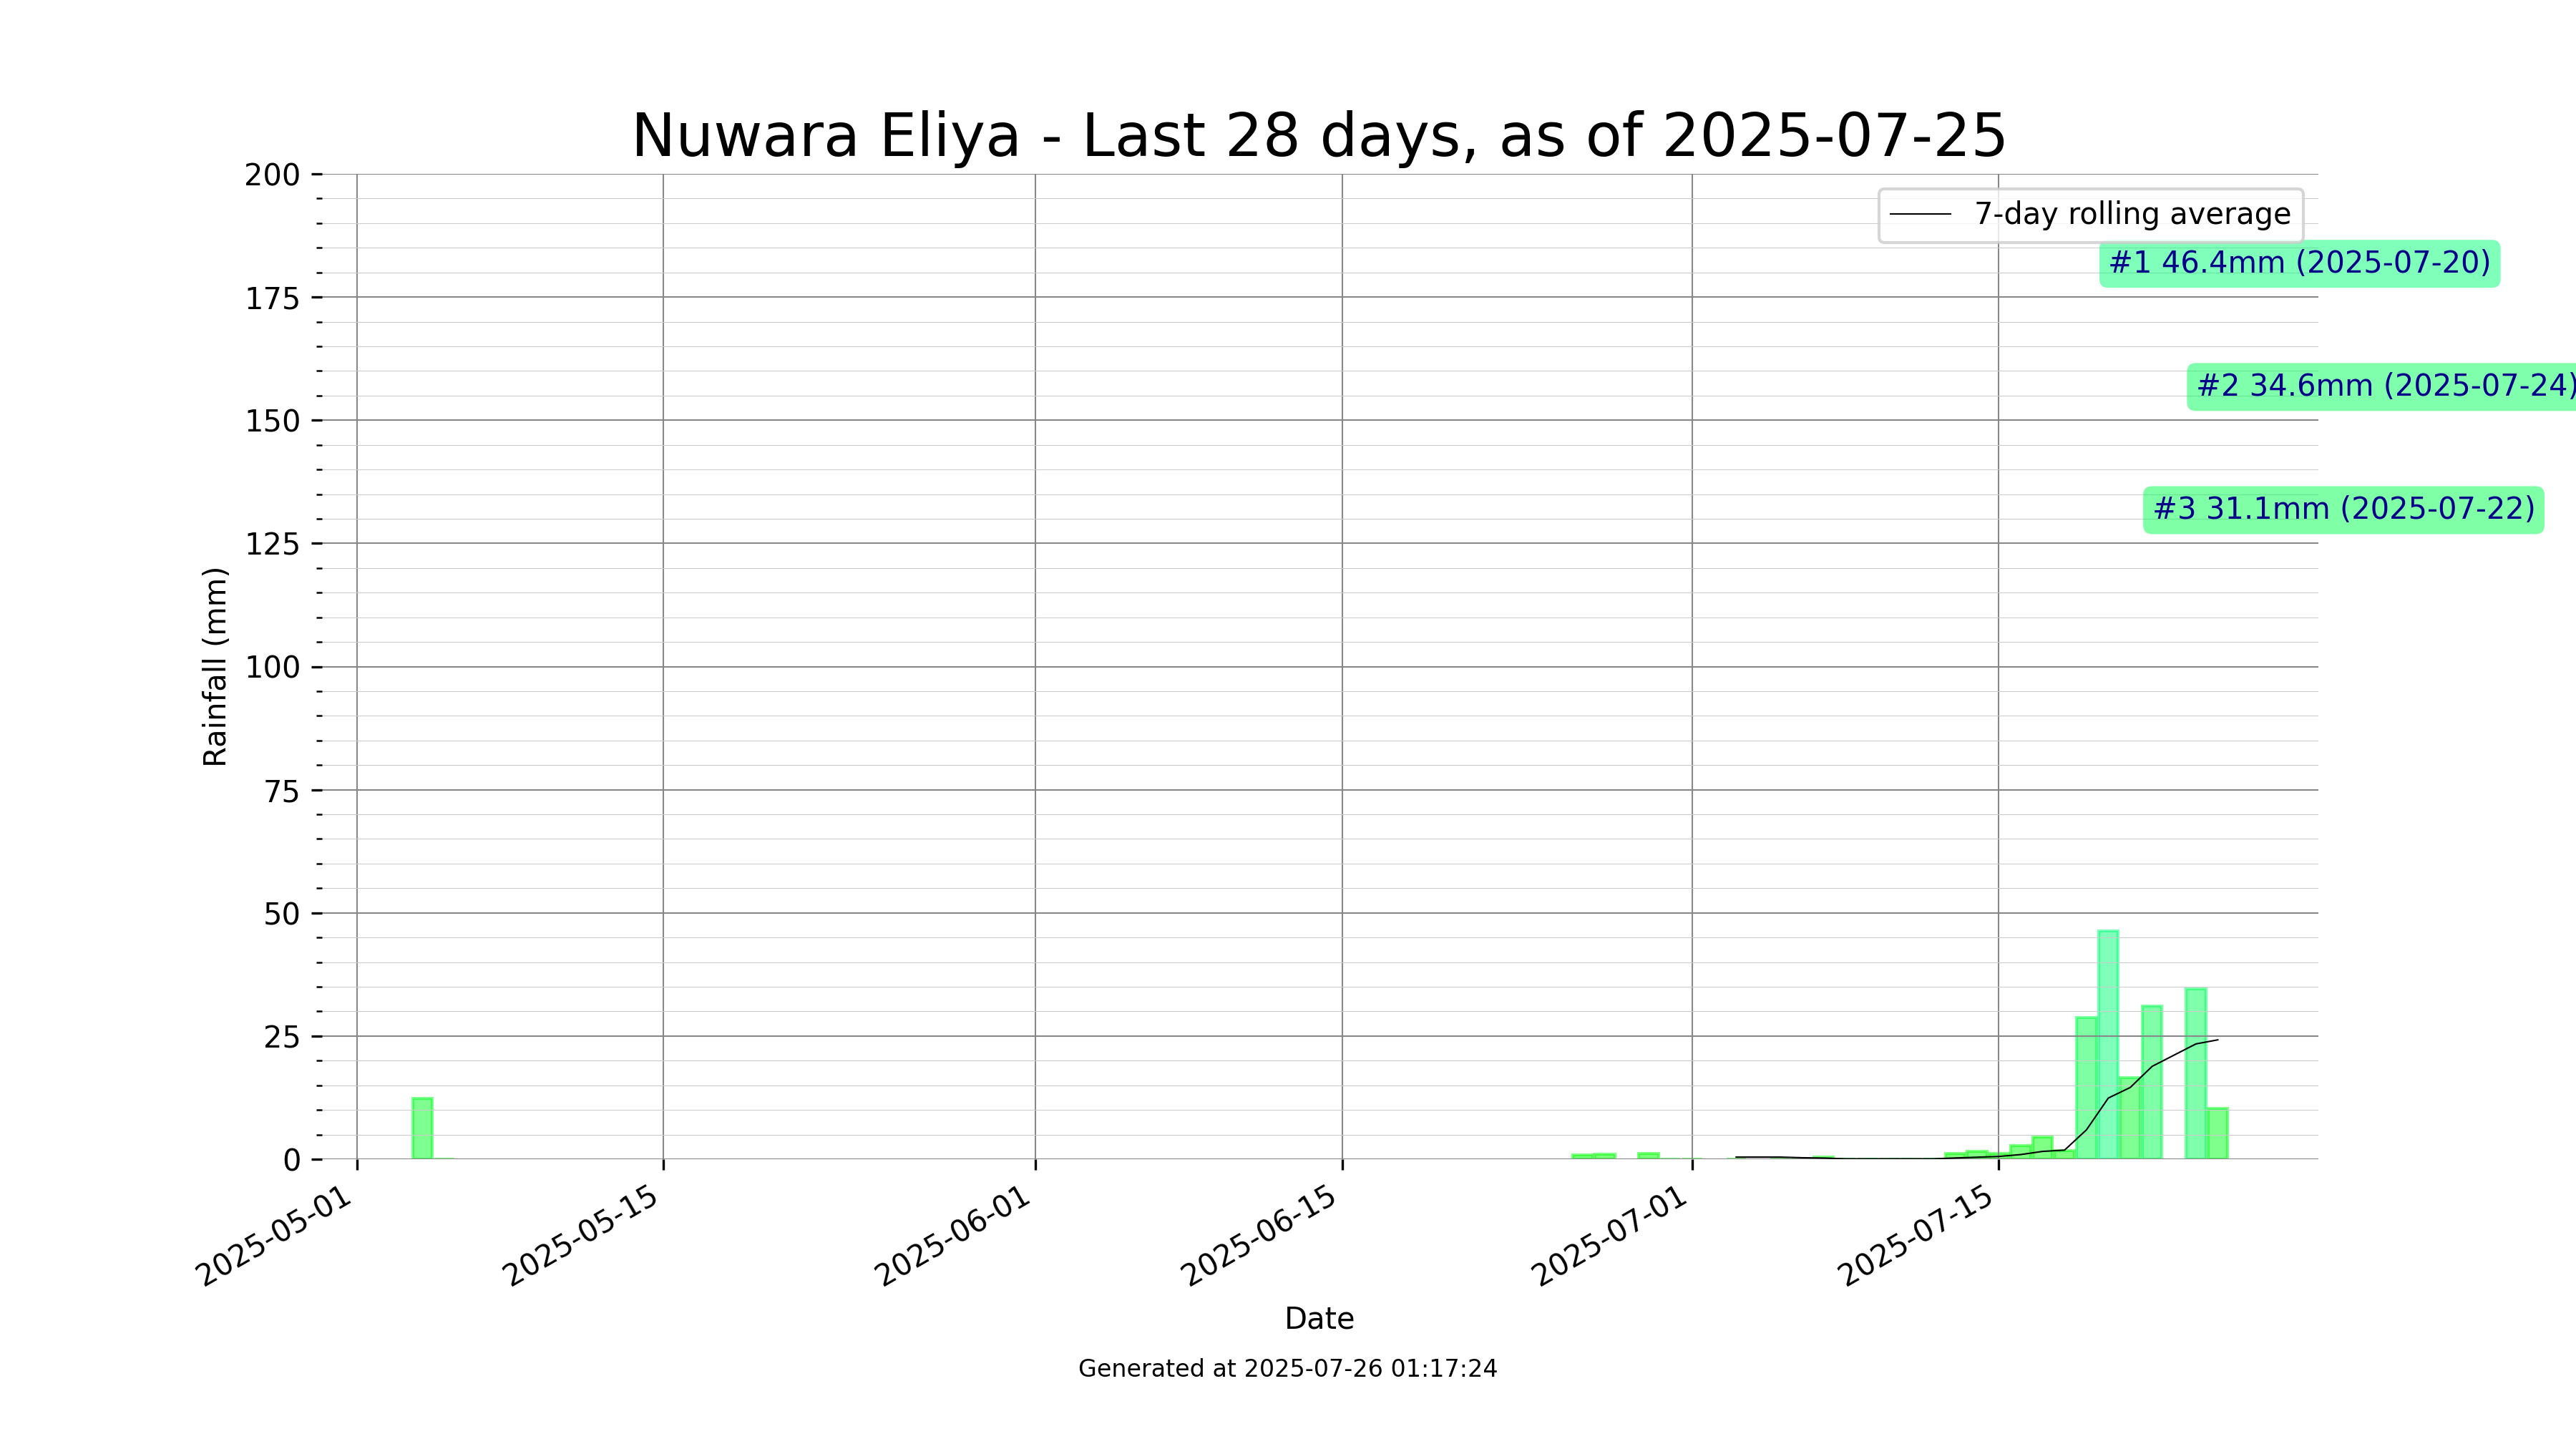 Nuwara Eliya - Last 28 days, as of 2025-07-25
200
175
150
125
100
75
50
25
0
Rainfall (mm)
7-day rolling average
#1 46.4mm (2025-07-20)
#2 34.6mm (2025-07-24)
#3 31.1mm (2025-07-22)
2025-05-01
2025-05-15
2025-06-01
2025-06-15
2025-07-01
2025-07-15
Date
Generated at 2025-07-26 01:17:24